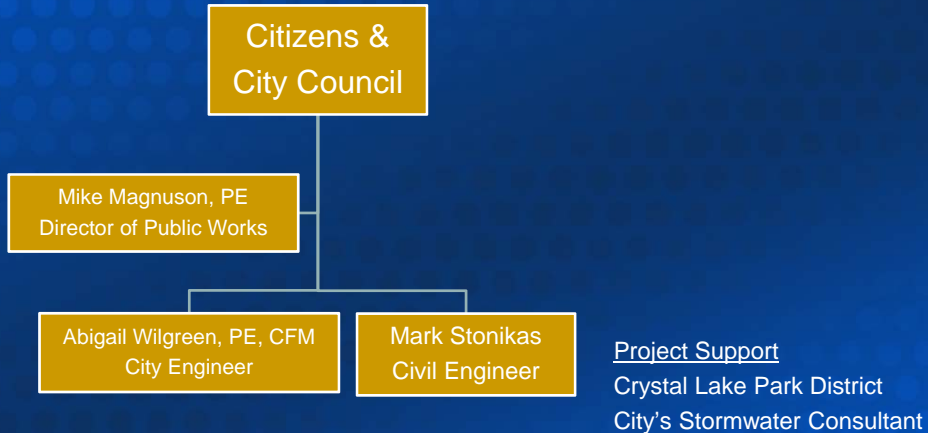 Citizens &
City Council
Mike Magnuson, PE
Director of Public Works
Abigail Wilgreen, PE, CFM
City Engineer
Mark Stonikas
Civil Engineer
Project Support
Crystal Lake Park District
City's Stormwater Consultant